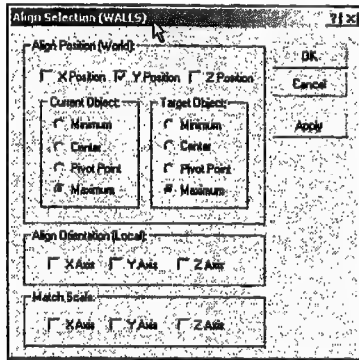 Align Selection (WALLS)
Align Position (World):
X Position Y Position Z Position
Current Object: Target Object:
Minimum Minimum
Center Center
Pivot Point Pivot Point
Maximum Maximum
Align Orientation (Local):
X Axis Y Axis Z Axis
Match Scale:
X Axis Y Axis Z Axis
OK
Cancel
Apply